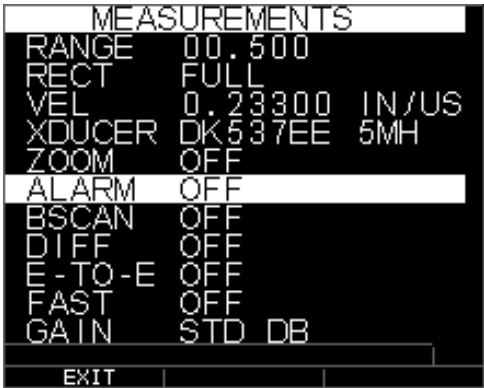 MEASUREMENTS
RANGE 00.500
RECT FULL
VEL 0.23300 IN/US
XDUCER DK537EE 5MH
ZOOM OFF
ALARM OFF
BSCAN OFF
DIFF OFF
E-TO-E OFF
FAST OFF
GAIN STD DB
EXIT